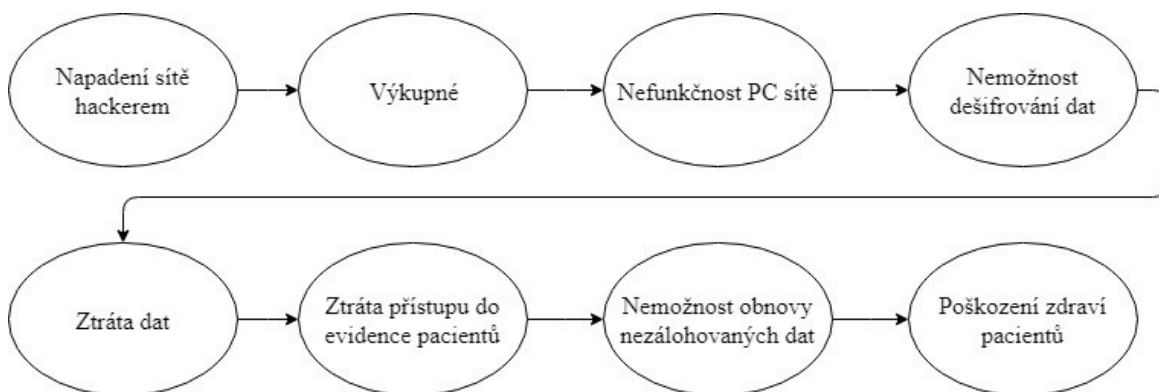 Napadení sítě
hackerem
Výkupné
Nefunkčnost PC sítě
Nemožnost
dešifrování dat
Ztráta dat
Ztráta přístupu do
evidence pacientů
Nemožnost obnovy
nezálohovaných dat
Poškození zdraví
pacientů